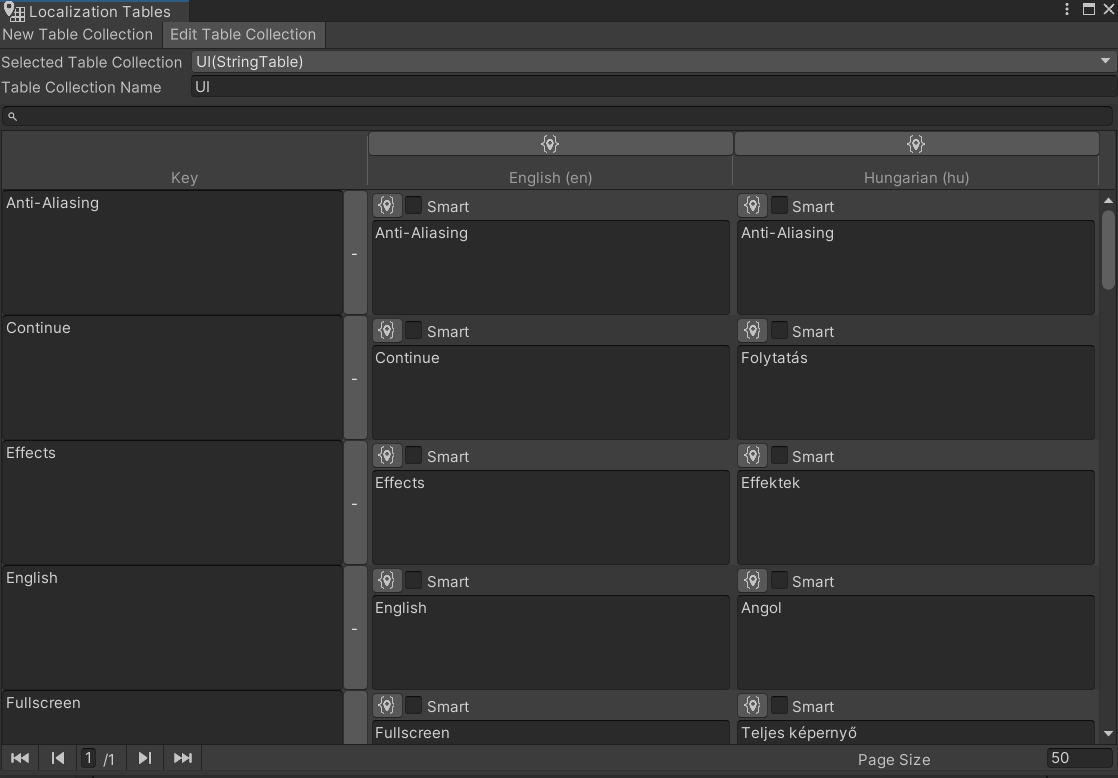 Localization Tables
New Table Collection Edit Table Collection
Selected Table Collection UI(StringTable)
Table Collection Name UI
Key English (en) Hungarian (hu)
Anti-Aliasing - Smart Smart
Anti-Aliasing Anti-Aliasing
Continue - Smart Smart
Continue Folytatás
Effects - Smart Smart
Effects Effektek
English - Smart Smart
English Angol
Fullscreen Smart Smart
Fullscreen Teljes képernyő
1 /1 Page Size 50